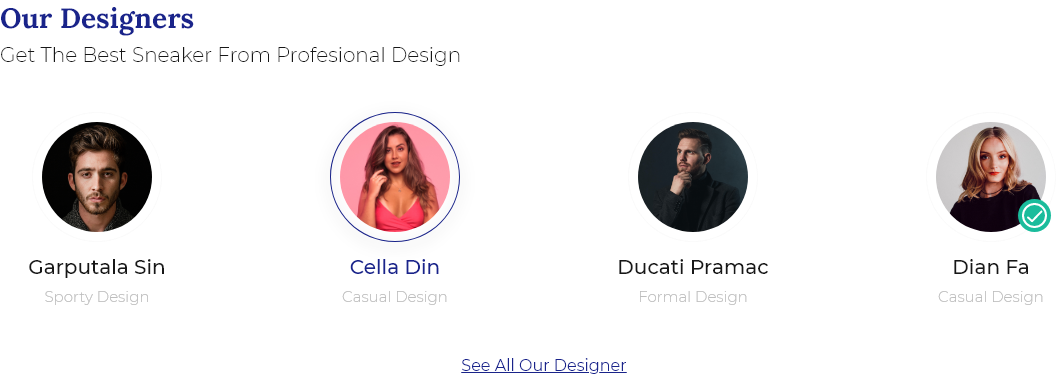 Our Designers
Get The Best Sneaker From Profesional Design
Garputala Sin
Cella Din
Ducati Pramac
Dian Fa
Sporty Design
Casual Design
Formal Design
Casual Design
See All Our Designer